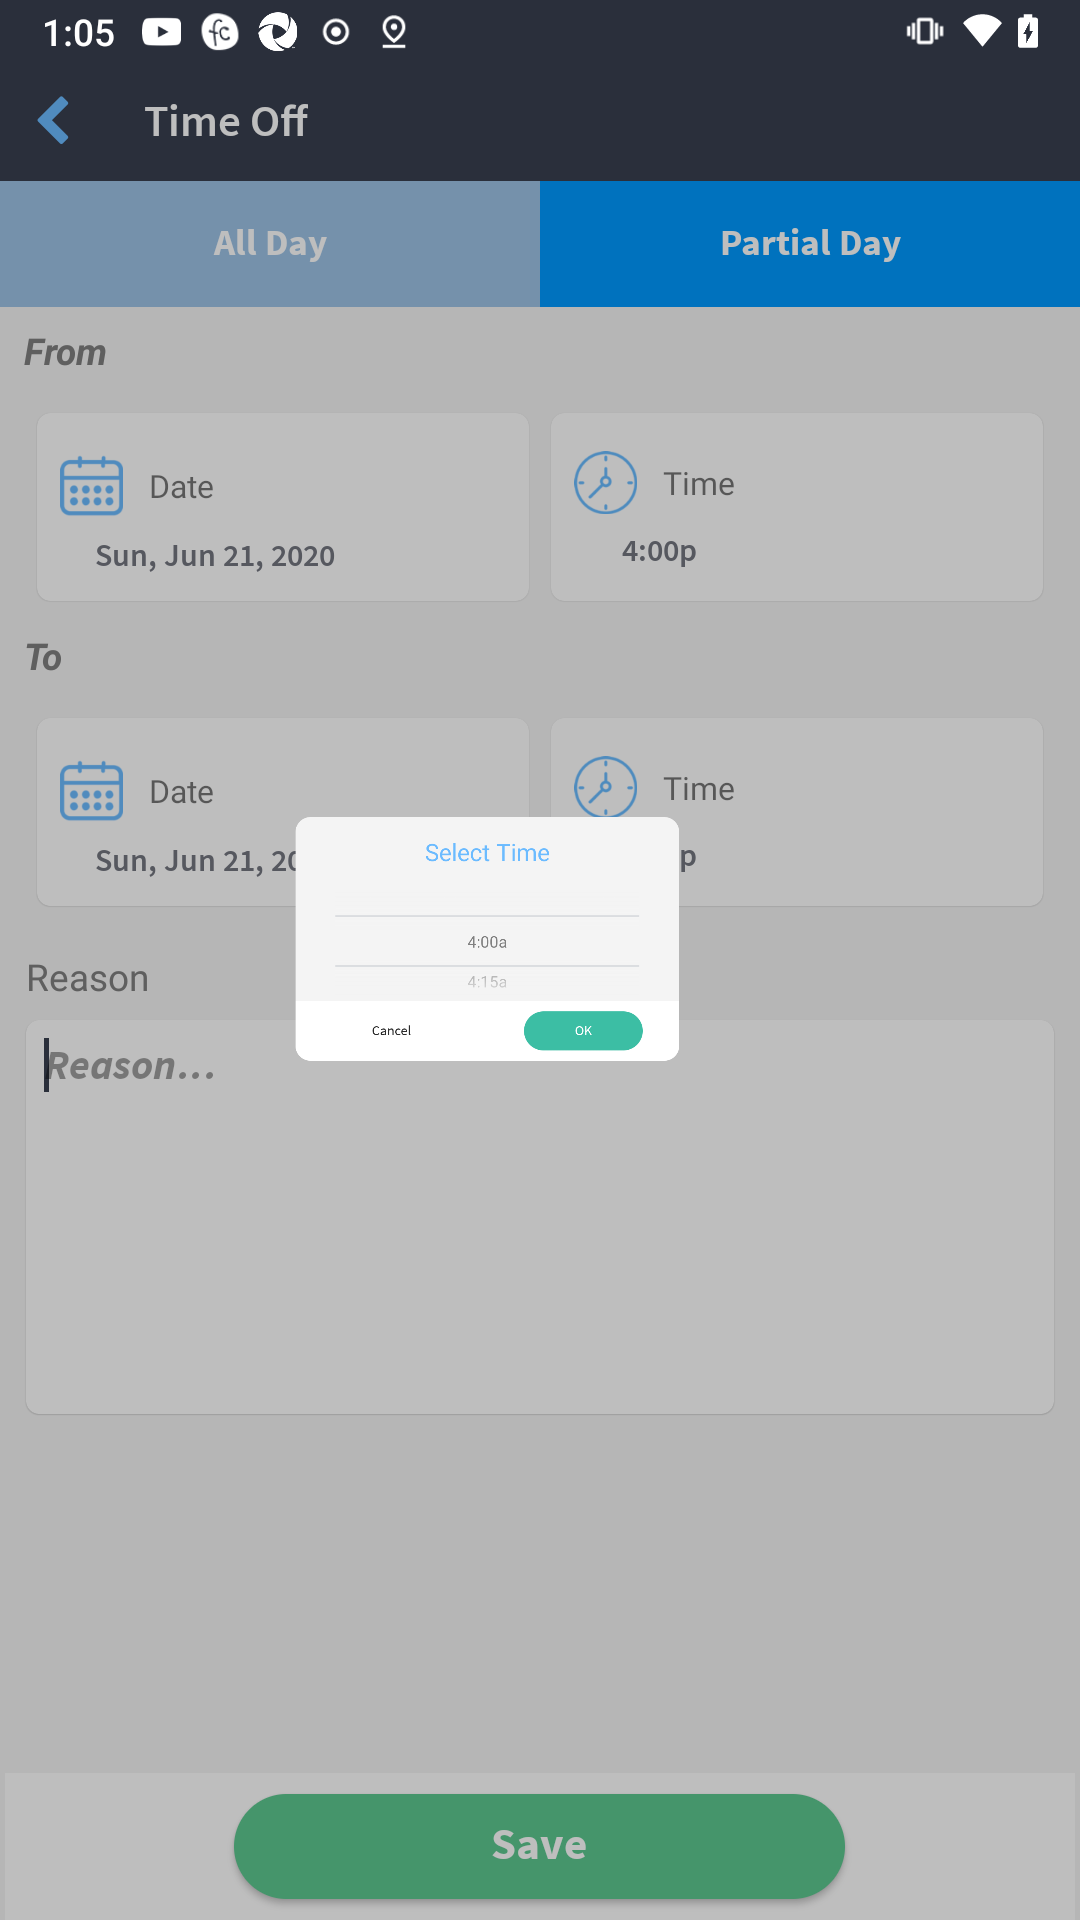 1:05
Time Off
All Day
Partial Day
From
Date
Time
Sun, Jun 21, 2020
4:00p
To
Date
Time
Sun, Jun 21, 20
p
Select Time
4:00a
4:15a
Cancel
OK
Reason
Reason...
Save